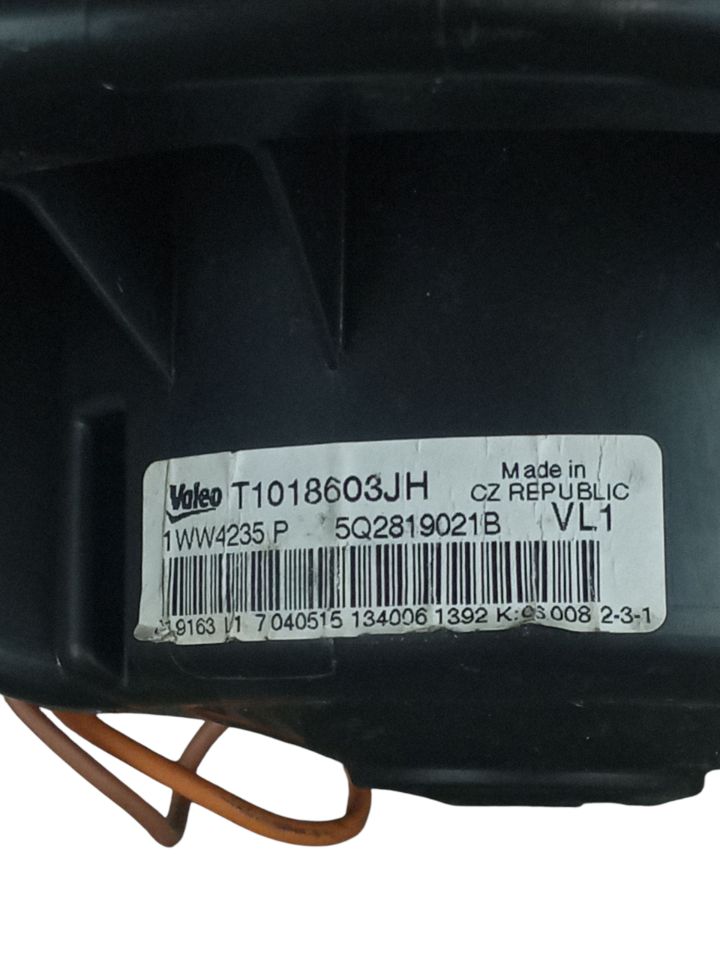 Valeo T1018603JH Made in
CZ REPUBLIC
1WW4235 P 5Q2819021B VL1
7 040515 134006 1392 008 2-3-1